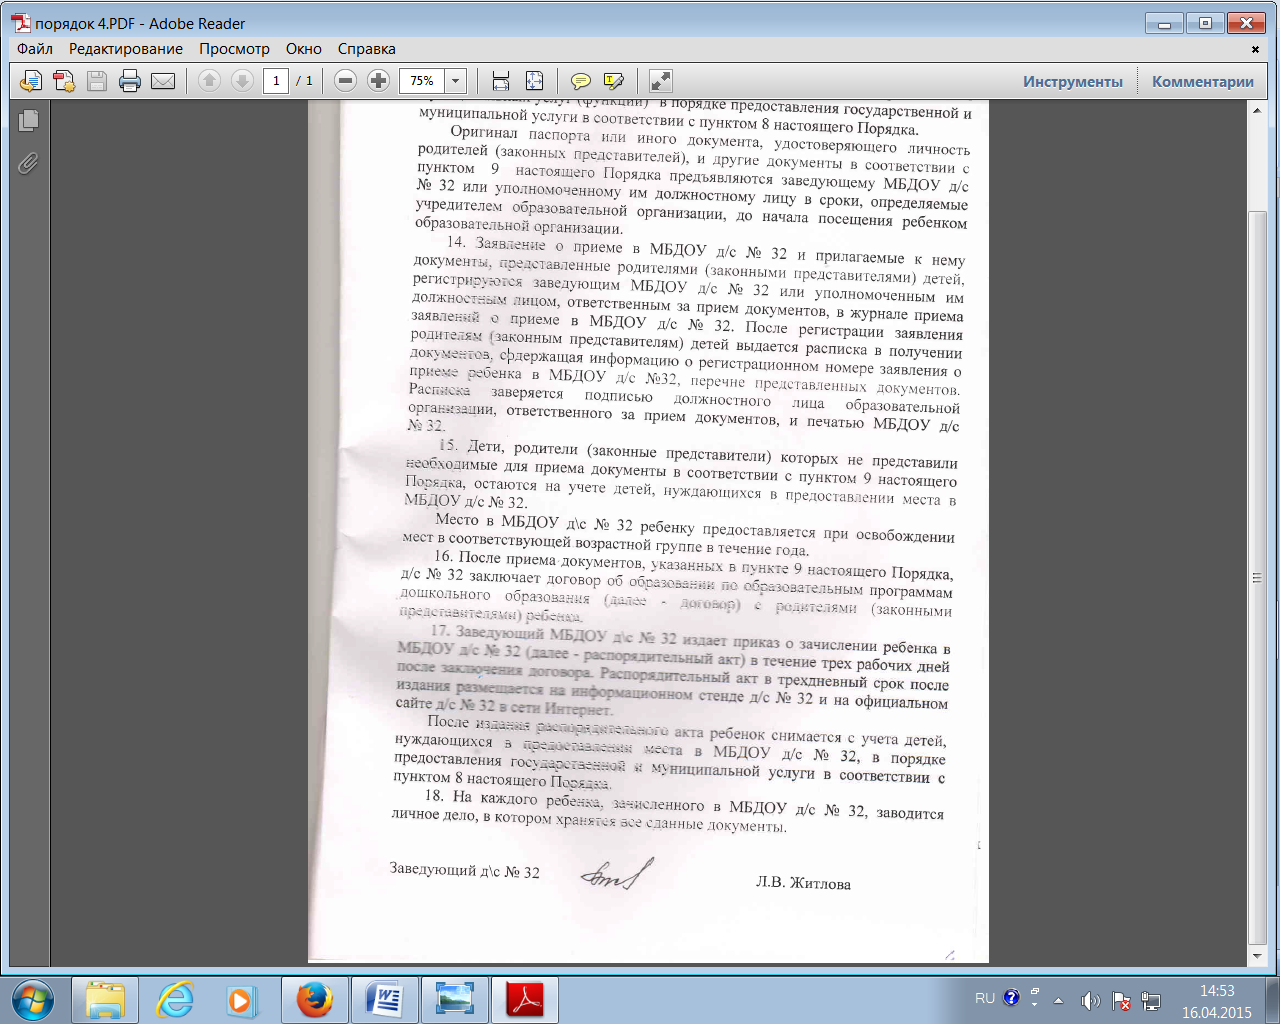 порядок 4.PDF - Adobe Reader
Файл Редактирование Просмотр Окно Справка
1 / 1 75% Инструменты Комментарии
услуг (функций) в порядке предоставления государственной и
муниципальной услуги в соответствии с пунктом 8 настоящего Порядка.
Оригинал паспорта или иного документа, удостоверяющего личность
родителей (законных представителей), и другие документы в соответствии с
пунктом 9 настоящего Порядка предъявляются заведующему МБДОУ д/с
№ 32 или уполномоченному им должностному лицу в сроки, определяемые
учредителем образовательной организации, до начала посещения ребенком
образовательной организации.
14. Заявление о приеме в МБДОУ д/с № 32 и прилагаемые к нему
документы, представленные родителями (законными представителями) детей,
регистрируются заведующим МБДОУ д/с № 32 или уполномоченным им
должностным лицом, ответственным за прием документов, в журнале приема
заявлений о приеме в МБДОУ д/с № 32. После регистрации заявления
родителям (законным представителям) детей выдается расписка в получении
документов, содержащая информацию о регистрационном номере заявления о
приеме ребенка в МБДОУ д/с №32, перечне представленных документов.
Расписка заверяется подписью должностного лица образовательной
организации, ответственного за прием документов, и печатью МБДОУ д/с
№ 32.
15. Дети, родители (законные представители) которых не представили
необходимые для приема документы в соответствии с пунктом 9 настоящего
Порядка, остаются на учете детей, нуждающихся в предоставлении места в
МБДОУ д/с № 32.
Место в МБДОУ д\с № 32 ребенку предоставляется при освобождении
мест в соответствующей возрастной группе в течение года.
16. После приема документов, указанных в пункте 9 настоящего Порядка,
д/с № 32 заключает договор об образовании по образовательным программам
дошкольного образования (далее - договор) с родителями (законными
представителями) ребенка.
17. Заведующий МБДОУ д\с № 32 издает приказ о зачислении ребенка в
МБДОУ д/с № 32 (далее - распорядительный акт) в течение трех рабочих дней
после заключения договора. Распорядительный акт в трехдневный срок после
издания размещается на информационном стенде д/с № 32 и на официальном
сайте д/с № 32 в сети Интернет.
После издания распорядительного акта ребенок снимается с учета детей,
нуждающихся в предоставлении места в МБДОУ д/с № 32, в порядке
предоставления государственной и муниципальной услуги в соответствии с
пунктом 8 настоящего Порядка.
18. На каждого ребенка, зачисленного в МБДОУ д/с № 32, заводится
личное дело, в котором хранятся все сданные документы.
Заведующий д\с № 32 Л.В. Житлова
RU 14:53
16.04.2015